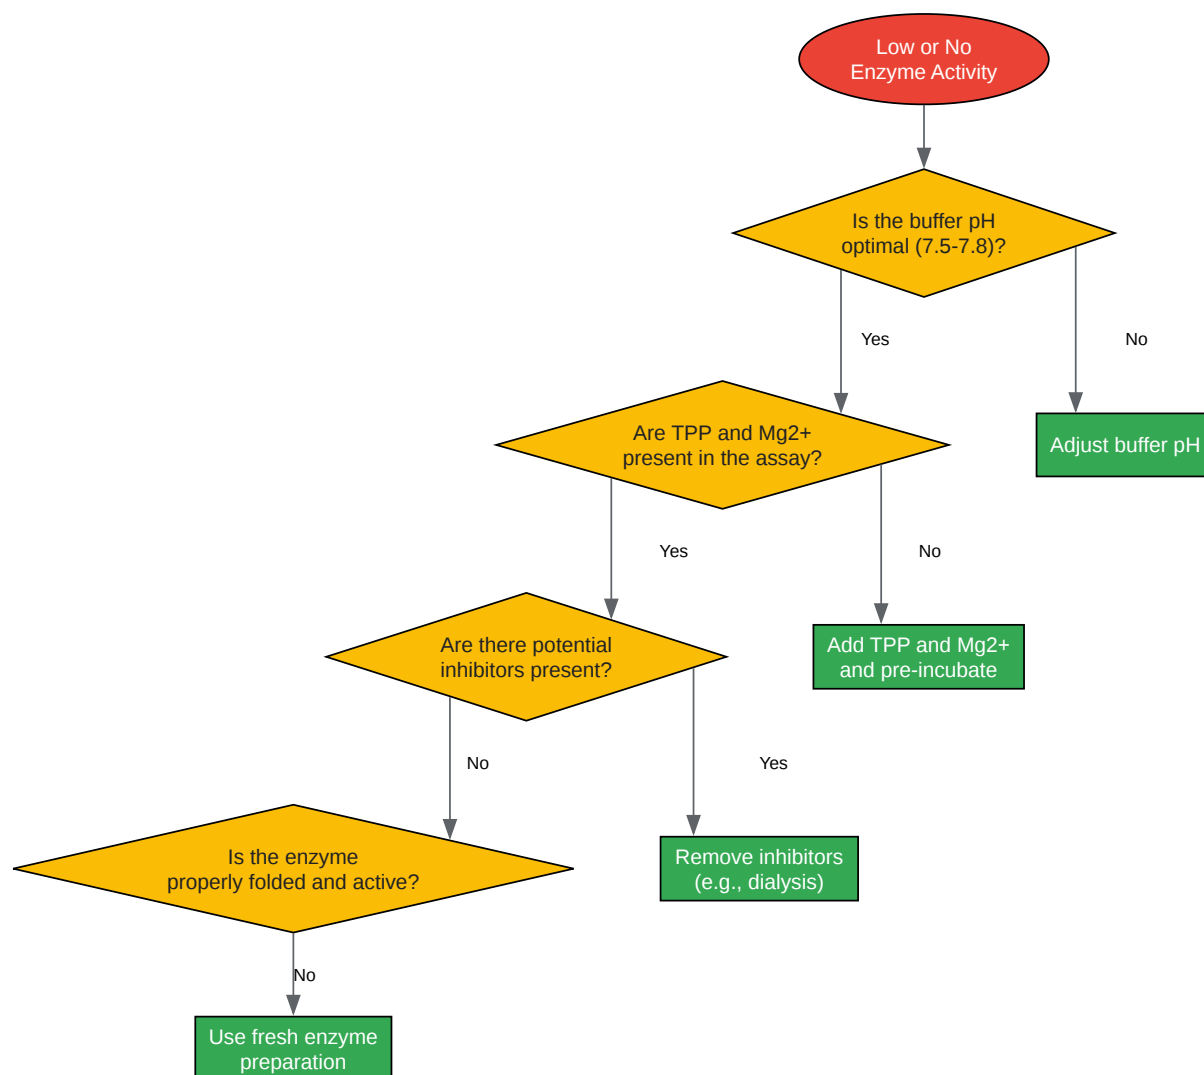 Low or No
Enzyme Activity
Is the buffer pH
optimal (7.5-7.8)?
Yes
No
Are TPP and Mg2+
present in the assay?
Adjust buffer pH
Yes
No
Are there potential
inhibitors present?
Add TPP and Mg2+
and pre-incubate
No
Yes
Is the enzyme
properly folded and active?
Remove inhibitors
(e.g., dialysis)
No
Use fresh enzyme
preparation